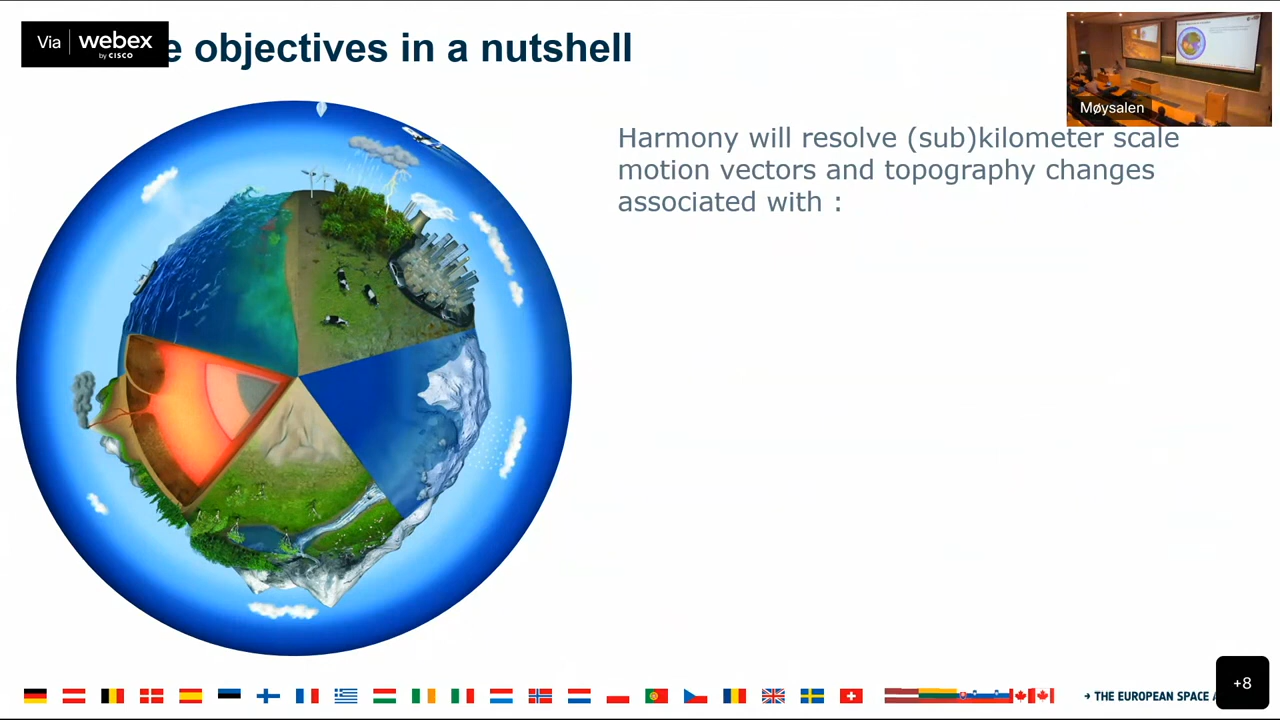 Via webex
by CISCO
e objectives in a nutshell
Møysalen
Harmony will resolve (sub)kilometer scale
motion vectors and topography changes
associated with :
+8
→ THE EUROPEAN SPACE A